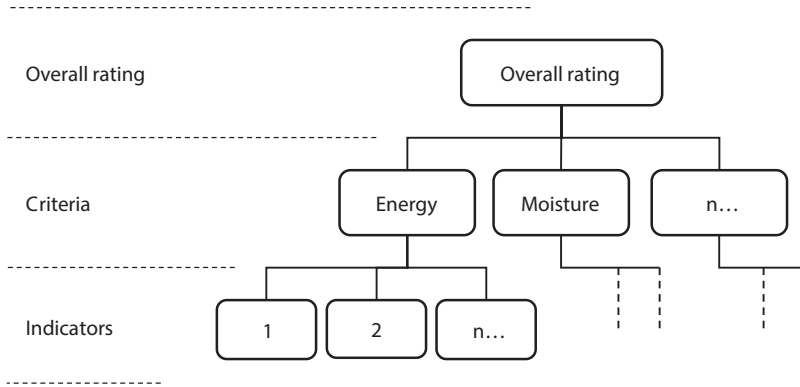 Overall rating
Overall rating
Criteria
Energy
Moisture
n…
Indicators
1
2
n…